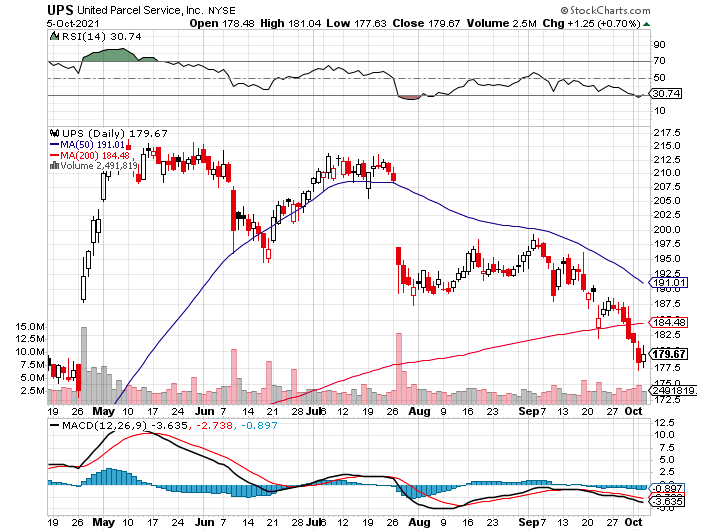 UPS United Parcel Service, Inc. NYSE © StockCharts.com
5-Oct-2021 Open 178.48 High 181.04 Low 177.63 Close 179.67 Volume 2.5M Chg +1.25 (+0.70%)
RSI(14) 30.74
90
70
50
30.74
10
UPS (Daily) 179.67
MA(50) 191.01
MA(200) 184.48
Volume 2,491,819
217.5
215.0
212.5
210.0
207.5
205.0
202.5
200.0
197.5
195.0
192.5
191.01
190.0
187.5
184.48
179.67
177.5
175.0
172.5
15.0M
12.5M
10.0M
7.5M
5.0M
2.5M
2491819
19 26 May 10 17 24 Jun 7 14 21 28 Jul 6 12 19 26 Aug 9 16 23 Sep 7 13 20 27 Oct
MACD(12,26,9) -3.635, -2.738, -0.897
12.5
10.0
7.5
5.0
2.5
0.0
-0.897
-3.635
-5.0
19 26 May 10 17 24 Jun 7 14 21 28 Jul 6 12 19 26 Aug 9 16 23 Sep 7 13 20 27 Oct